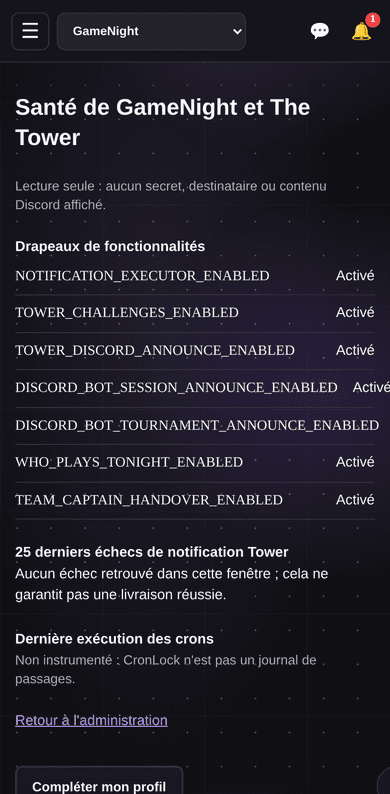 GameNight
1
Santé de GameNight et The
Tower
Lecture seule : aucun secret, destinataire ou contenu
Discord affiché.
Drapeaux de fonctionnalités
NOTIFICATION_EXECUTOR_ENABLED Activé
TOWER_CHALLENGES_ENABLED Activé
TOWER_DISCORD_ANNOUNCE_ENABLED Activé
DISCORD_BOT_SESSION_ANNOUNCE_ENABLED Activé
DISCORD_BOT_TOURNAMENT_ANNOUNCE_ENABLED
WHO_PLAYS_TONIGHT_ENABLED Activé
TEAM_CAPTAIN_HANDOVER_ENABLED Activé
25 derniers échecs de notification Tower
Aucun échec retrouvé dans cette fenêtre ; cela ne
garantit pas une livraison réussie.
Dernière exécution des crons
Non instrumenté : CronLock n'est pas un journal de
passages.
Retour à l'administration
Compléter mon profil